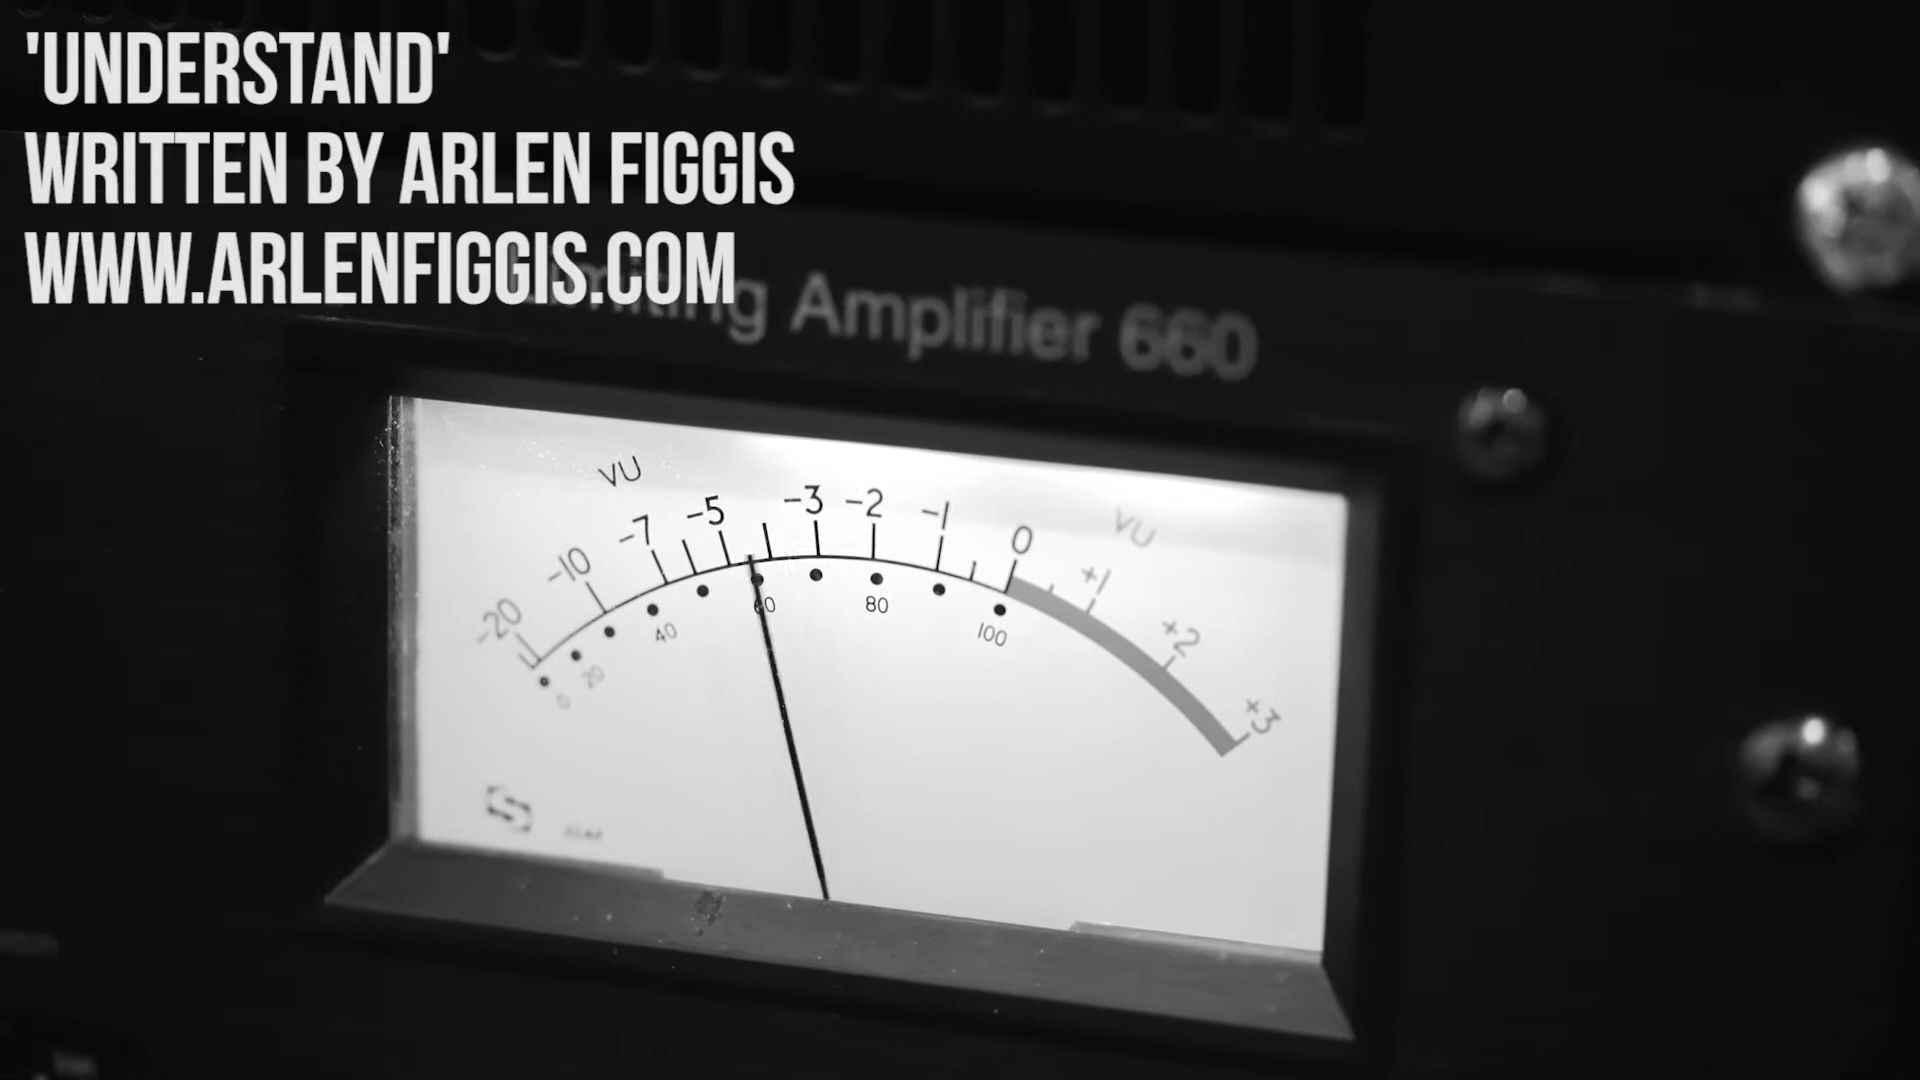 'UNDERSTAND'
WRITTEN BY ARLEN FIGGIS
WWW.ARLENFIGGIS.COM
Limiting Amplifier 660
VU
VU
-20 -10 -7 -5 -3 -2 -1 0 +1 +2 +3
0 20 40 60 80 100